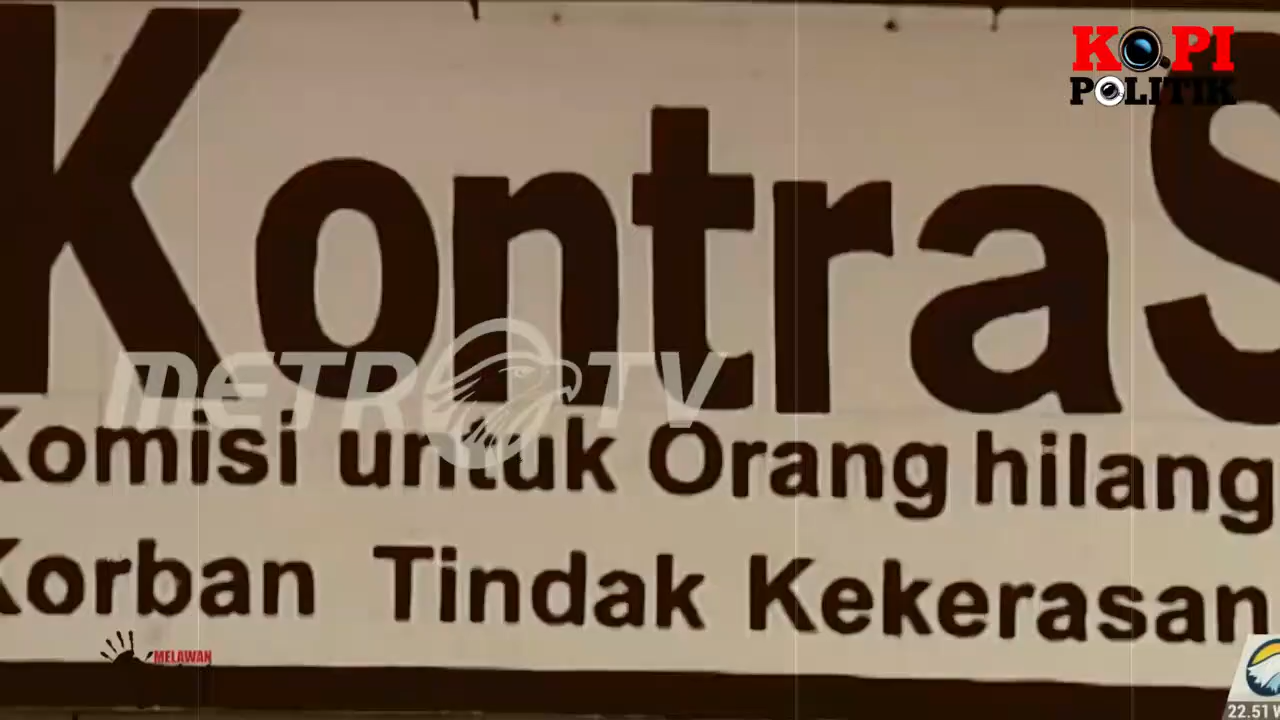 KOPI
POLITIK
KontraS
METRO TV
Komisi untuk Orang hilang
Korban Tindak Kekerasan
MELAWAN
22.51